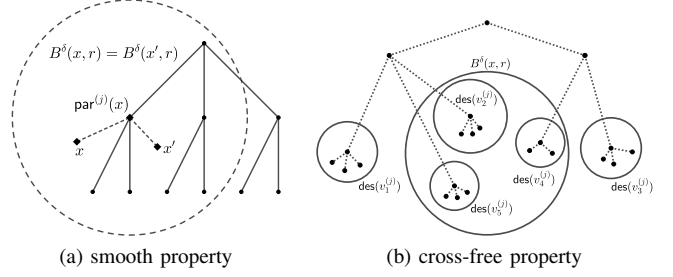 B^δ(x, r) = B^δ(x′, r)
par^(j)(x)
x
x′
(a) smooth property
B^δ(x, r)
des(v_2^(j))
des(v_1^(j))
des(v_4^(j))
des(v_3^(j))
des(v_5^(j))
(b) cross-free property